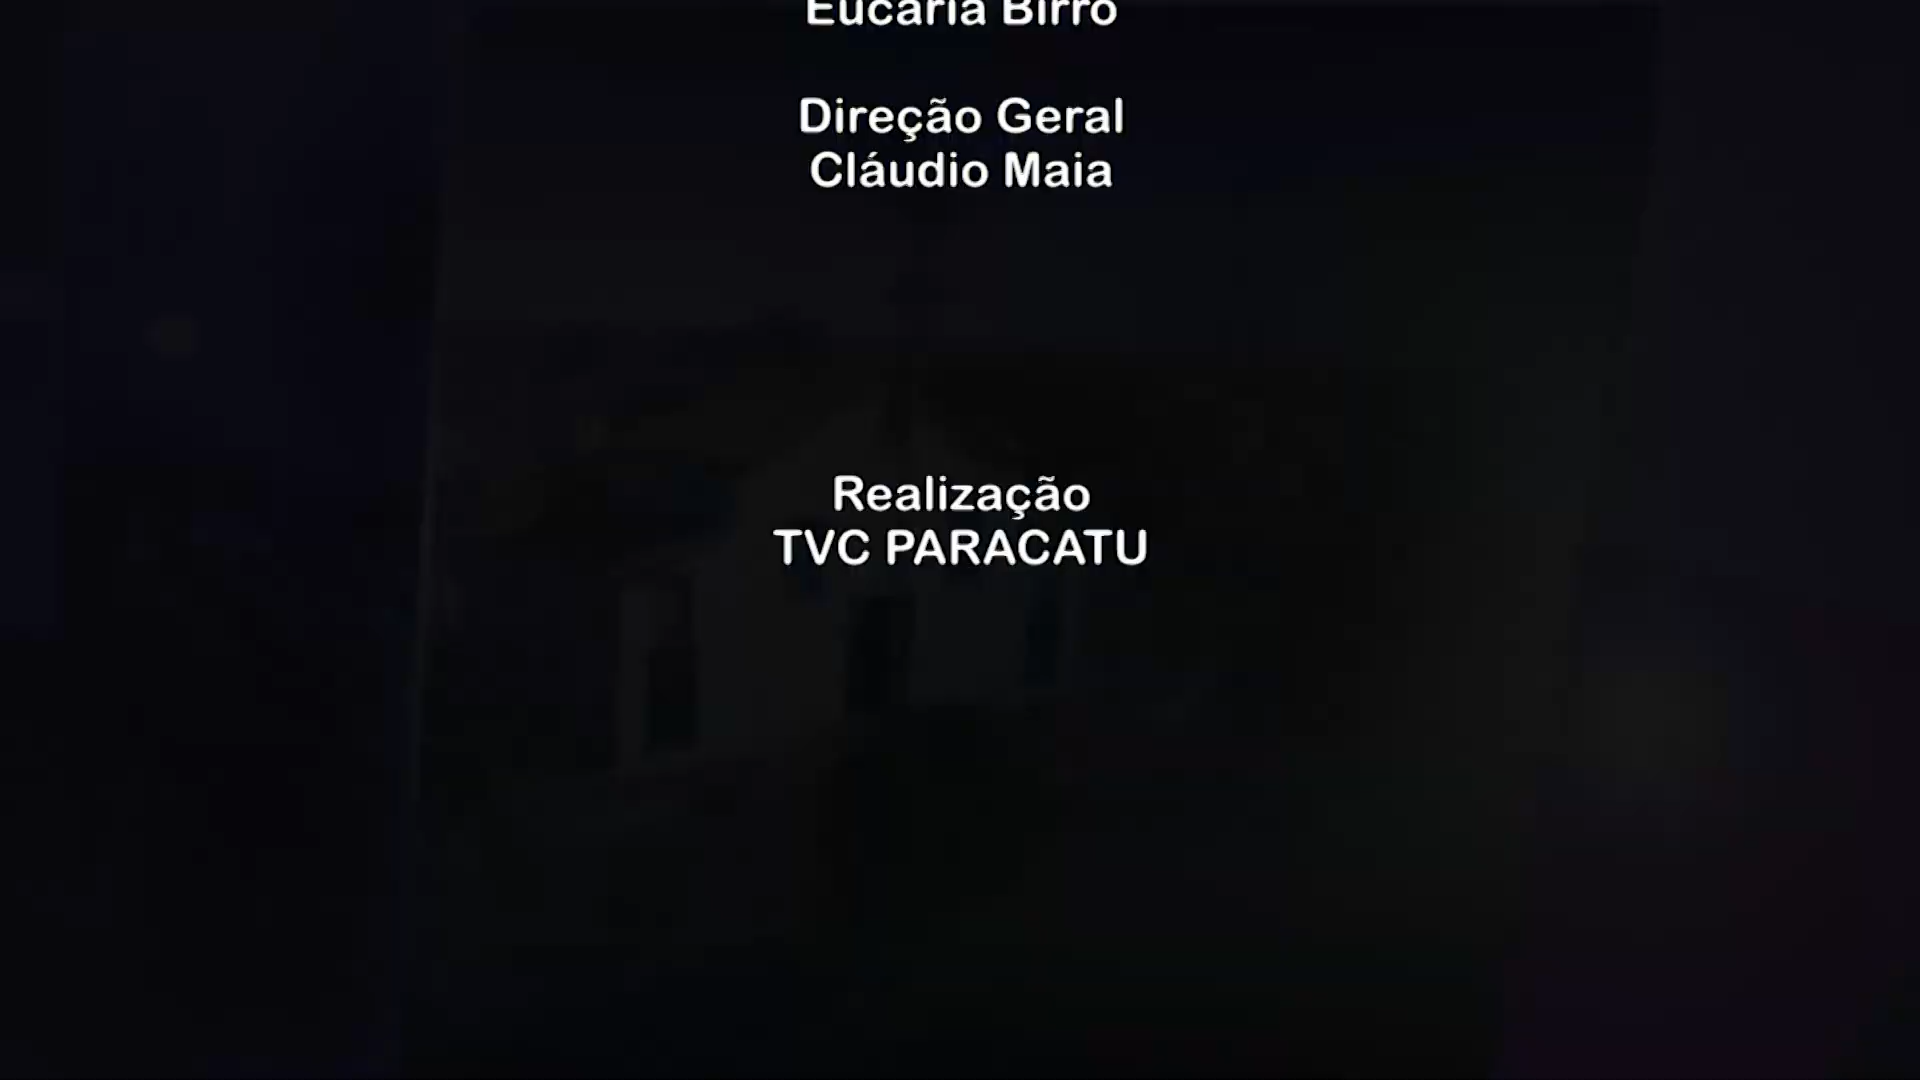 Eucaria Birro
Direção Geral
Cláudio Maia
Realização
TVC PARACATU